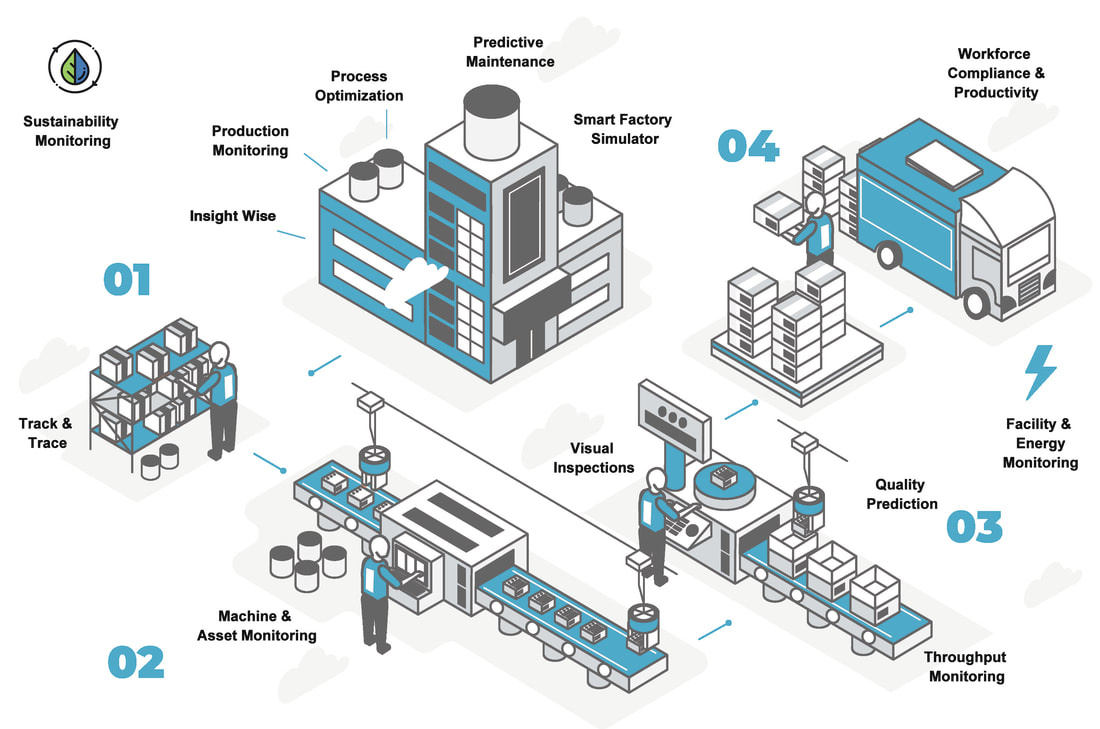 Sustainability
Monitoring
Insight Wise
Production
Monitoring
Process
Optimization
Predictive
Maintenance
Smart Factory
Simulator
Workforce
Compliance &
Productivity
01
Track &
Trace
02
Machine &
Asset Monitoring
Visual
Inspections
Quality
Prediction
03
Throughput
Monitoring
04
Facility &
Energy
Monitoring